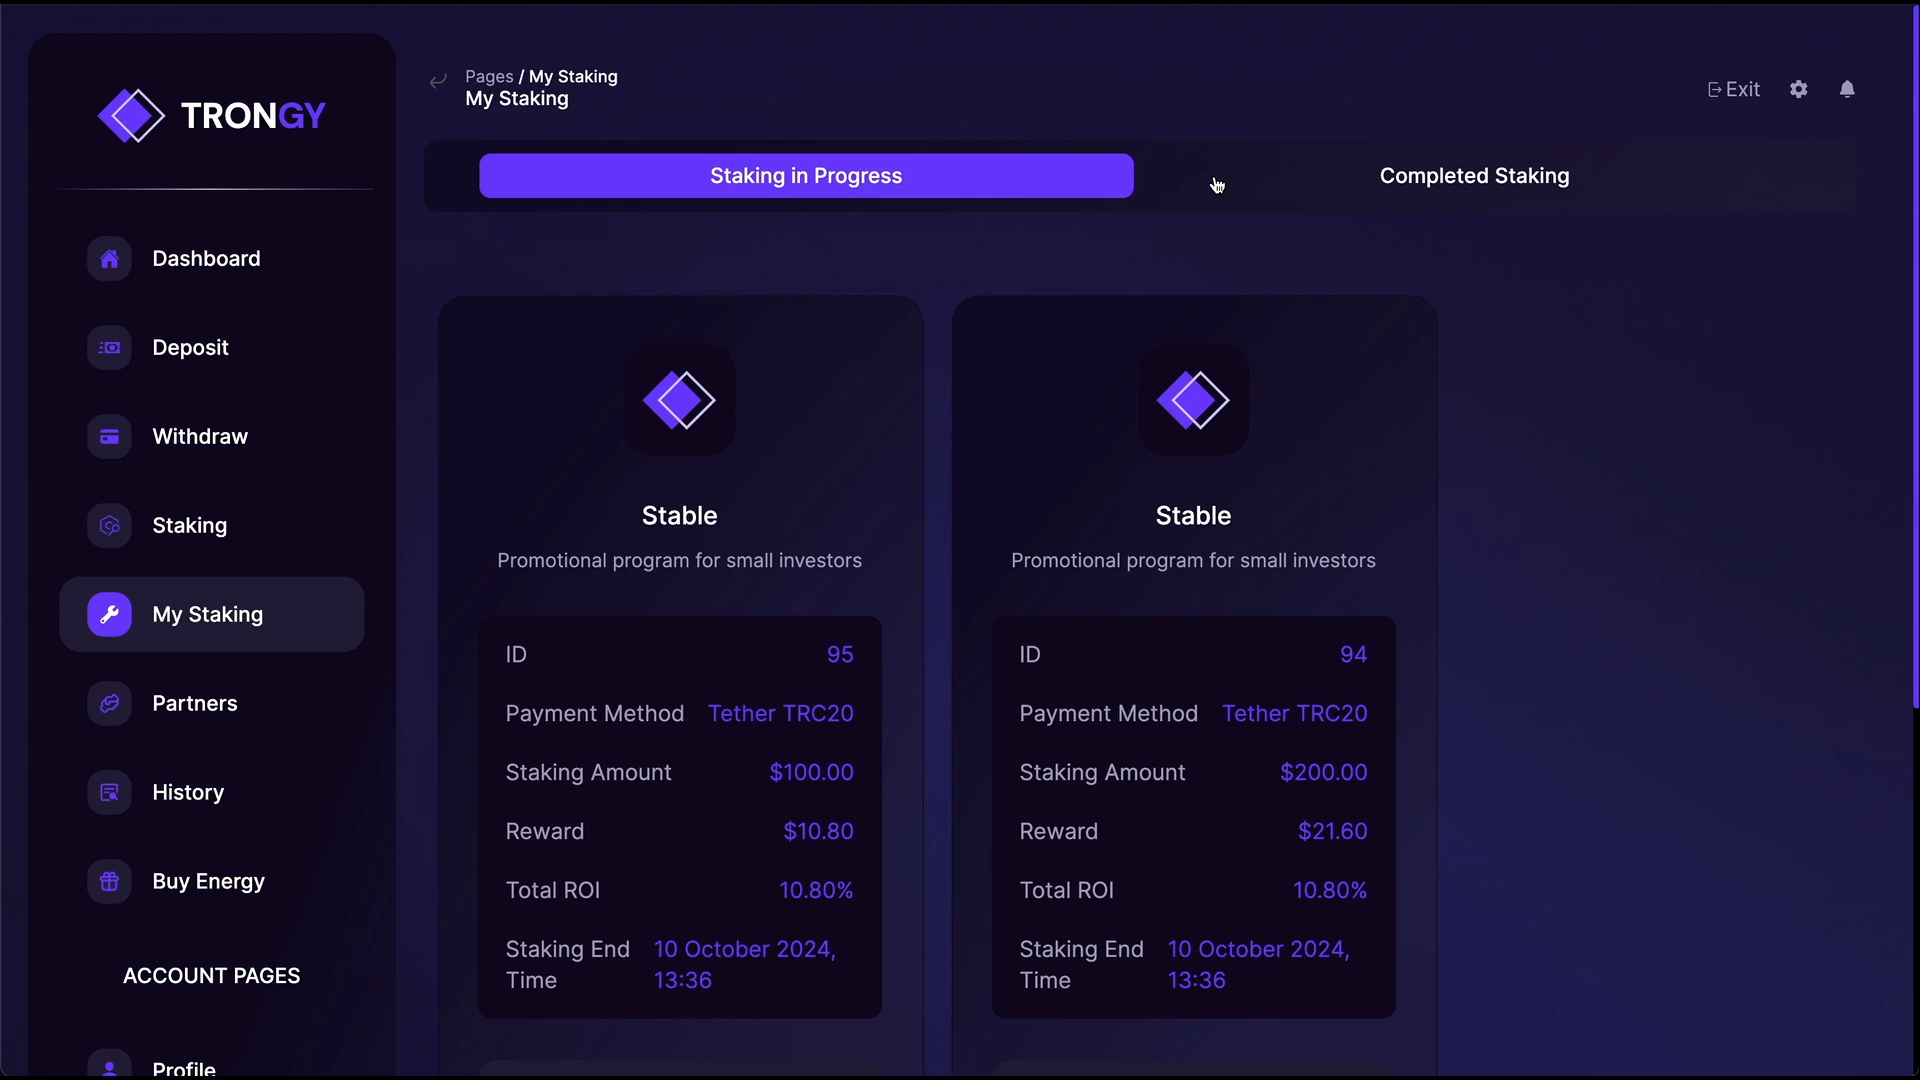 TRONGY
Dashboard
Deposit
Withdraw
Staking
My Staking
Partners
History
Buy Energy
ACCOUNT PAGES
Profile
Pages / My Staking
My Staking
Exit
Staking in Progress
Completed Staking
Stable
Promotional program for small investors
ID 95
Payment Method Tether TRC20
Staking Amount $100.00
Reward $10.80
Total ROI 10.80%
Staking End Time 10 October 2024, 13:36
Stable
Promotional program for small investors
ID 94
Payment Method Tether TRC20
Staking Amount $200.00
Reward $21.60
Total ROI 10.80%
Staking End Time 10 October 2024, 13:36